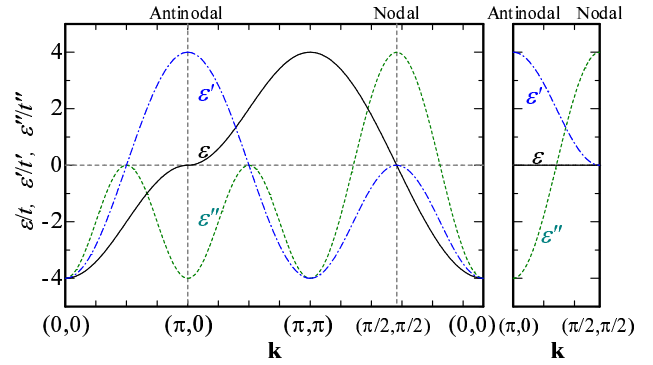 Antinodal Nodal Antinodal Nodal
ε/t, ε'/t', ε''/t''
4
2
0
-2
-4
ε'
ε
ε''
ε'
ε
ε''
(0,0) (π,0) (π,π) (π/2,π/2) (0,0) (π,0) (π/2,π/2)
k k